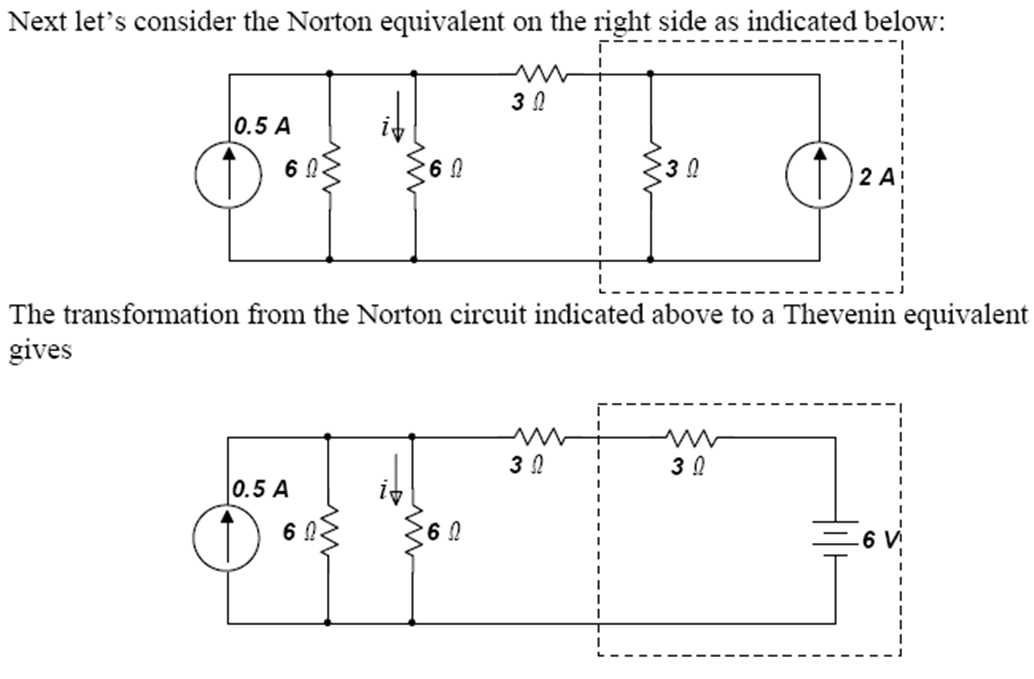 Next let's consider the Norton equivalent on the right side as indicated below:
3 Ω
0.5 A
i
6 Ω
6 Ω
3 Ω
2 A
The transformation from the Norton circuit indicated above to a Thevenin equivalent
gives
3 Ω
3 Ω
0.5 A
i
6 Ω
6 Ω
6 V